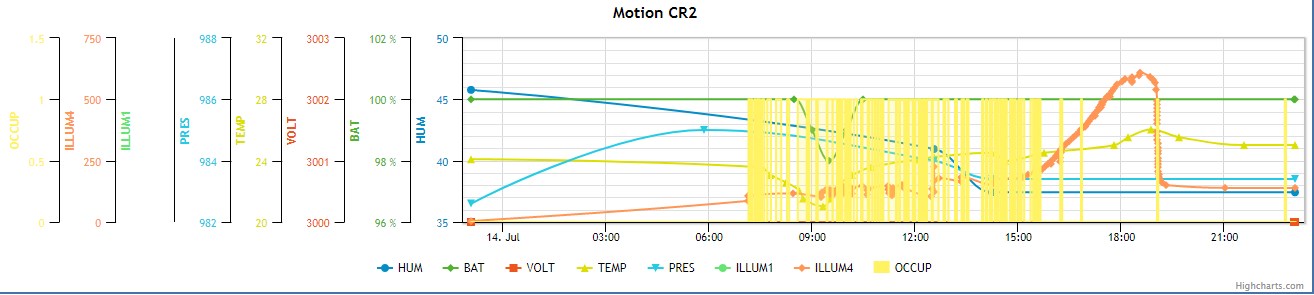 Motion CR2
1.5 750 988 32 3003 102 % 50
1 500 986 28 3002 100 % 45
OCCUP ILLUM4 ILLUM1 PRES TEMP VOLT BAT HUM
0.5 250 984 24 3001 98 % 40
0 0 982 20 3000 96 % 35
14. Jul 03:00 06:00 09:00 12:00 15:00 18:00 21:00
HUM BAT VOLT TEMP PRES ILLUM1 ILLUM4 OCCUP
Highcharts.com